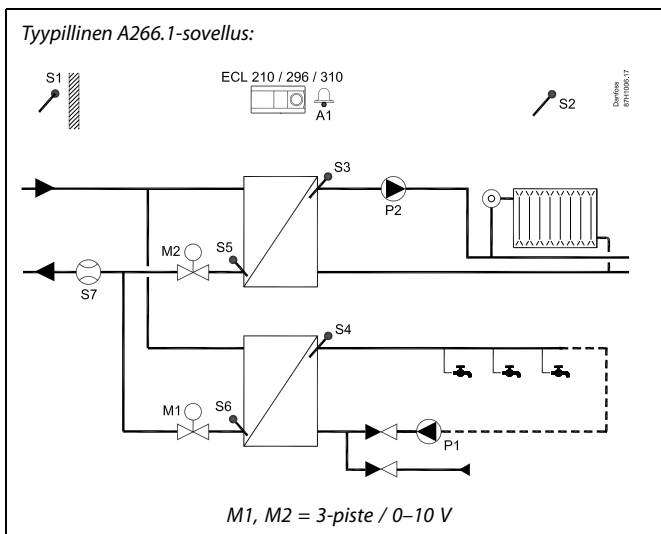 Tyypillinen A266.1-sovellus:
S1
ECL 210 / 296 / 310
A1
S2
Danfoss
87H1006.17
S3
P2
M2
S5
S7
S4
M1
S6
P1
M1, M2 = 3-piste / 0–10 V